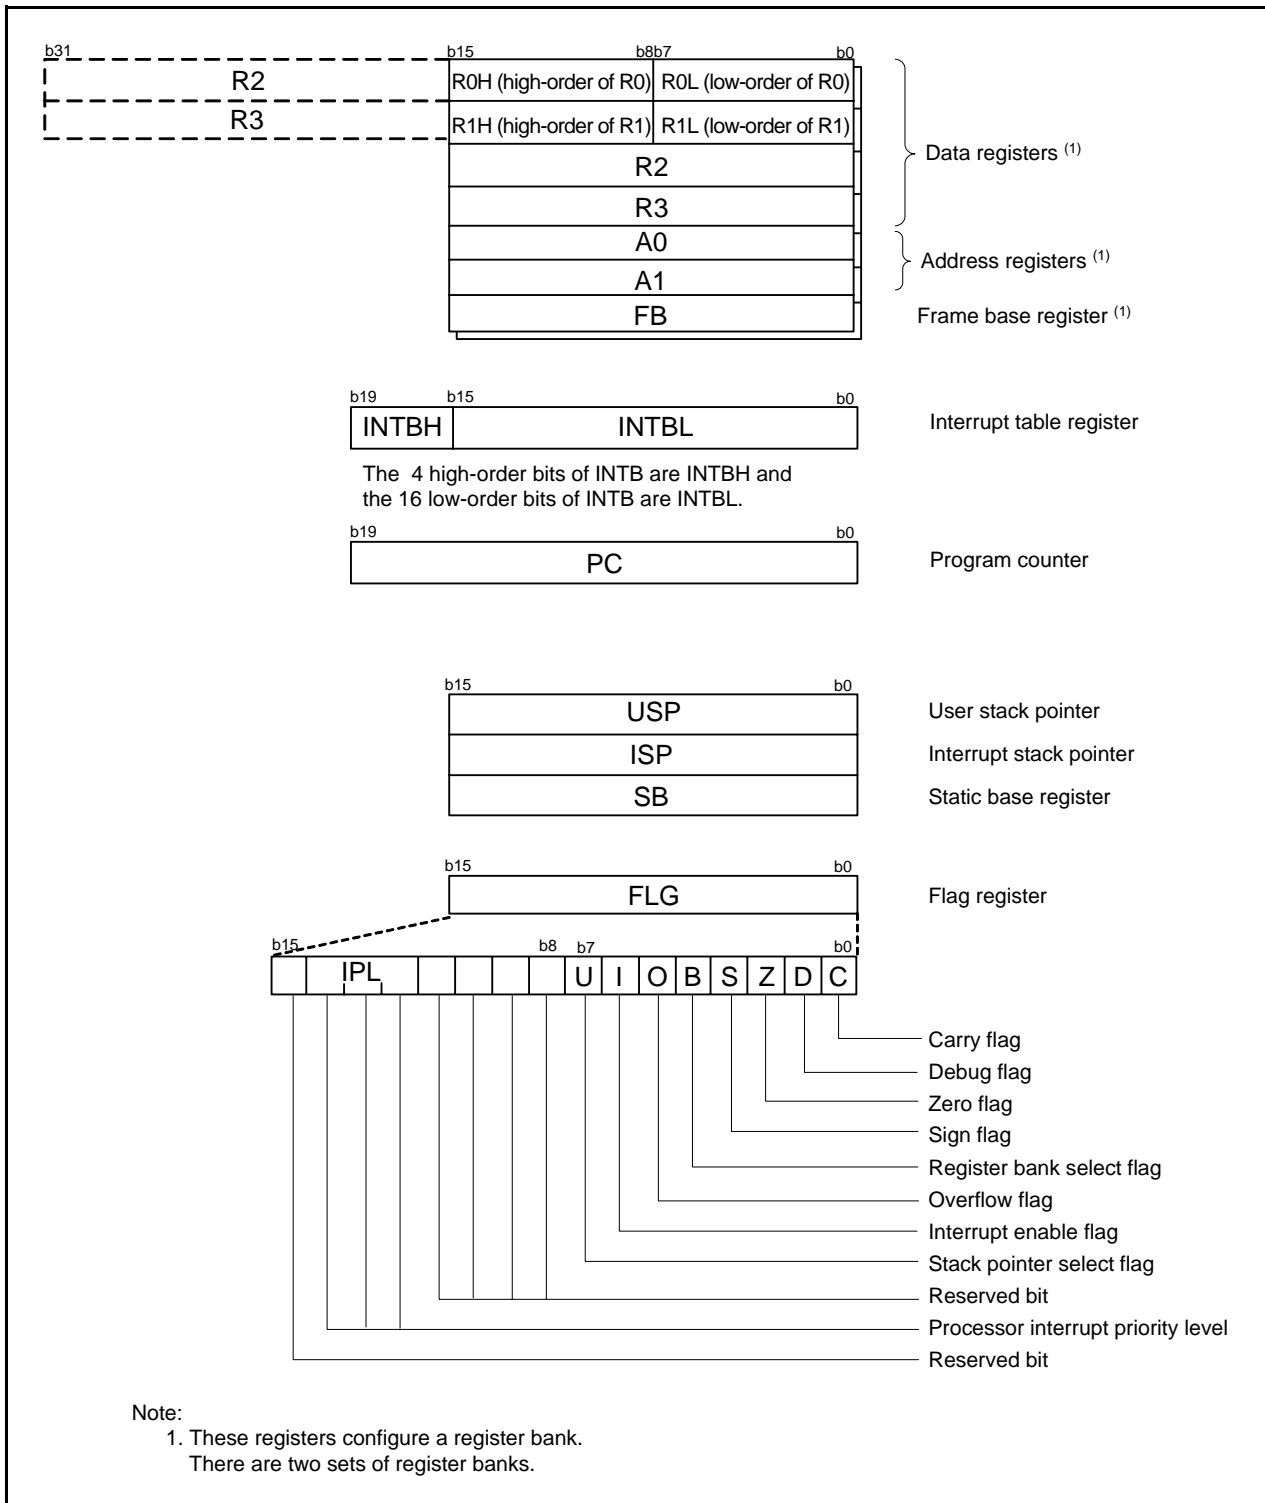 b31 b15 b8b7 b0
R2 R0H (high-order of R0) R0L (low-order of R0)
R3 R1H (high-order of R1) R1L (low-order of R1)
Data registers (1)
R2
R3
A0
Address registers (1)
A1
FB Frame base register (1)
b19 b15 b0
INTBH INTBL Interrupt table register
The 4 high-order bits of INTB are INTBH and
the 16 low-order bits of INTB are INTBL.
b19 b0
PC Program counter
b15 b0
USP User stack pointer
ISP Interrupt stack pointer
SB Static base register
b15 b0
FLG Flag register
b15 b8 b7 b0
IPL U I O B S Z D C
Carry flag
Debug flag
Zero flag
Sign flag
Register bank select flag
Overflow flag
Interrupt enable flag
Stack pointer select flag
Reserved bit
Processor interrupt priority level
Reserved bit
Note:
1. These registers configure a register bank.
There are two sets of register banks.